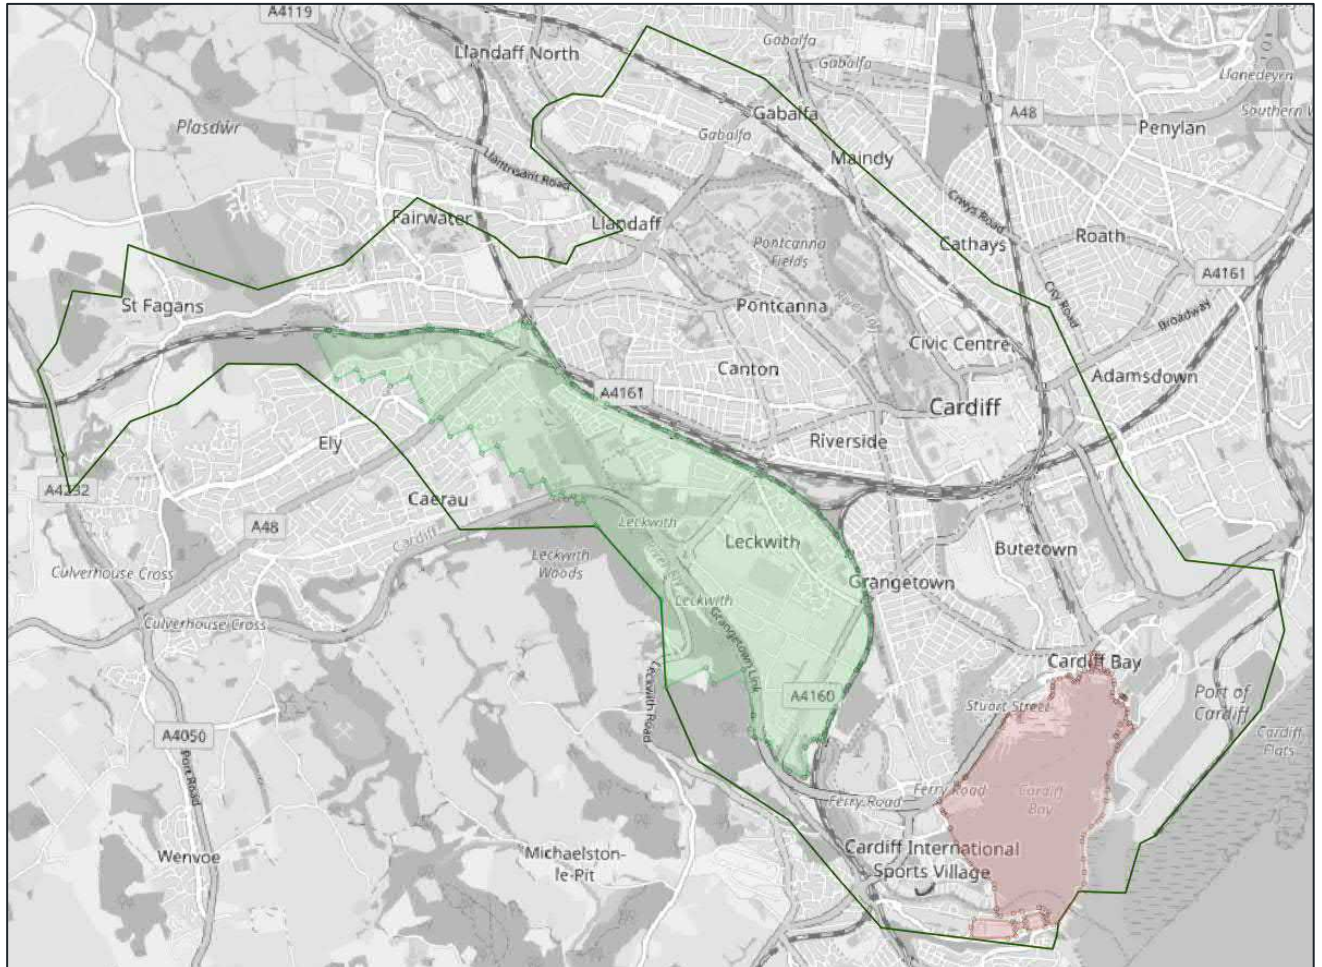 A4119
Llandaff North
Gabalfa
Gabalfa
Llanedeyrn
Plasdŵr
Gabalfa
Gabalfa
A48
Penylan
Llantrisant Road
Maindy
Fairwater
Llandaff
Crwys Road
Pontcanna
Fields
Cathays
Roath
A4161
St Fagans
Pontcanna
City Road
Broadway
Civic Centre
Canton
A4161
Adamsdown
Cardiff
Ely
Riverside
A4232
Caerau
A48
Cardiff
Leckwith
Leckwith
Woods
Leckwith
Butetown
Culverhouse Cross
Grangetown
Leckwith
Culverhouse Cross
Grangetown Link
Leckwith Road
Cardiff Bay
A4160
Stuart Street
Port of
Cardiff
A4050
Port Road
Cardiff
Flats
Ferry Road
Ferry Road
Cardiff
Bay
Wenvoe
Michaelston-
le-Pit
Cardiff International
Sports Village